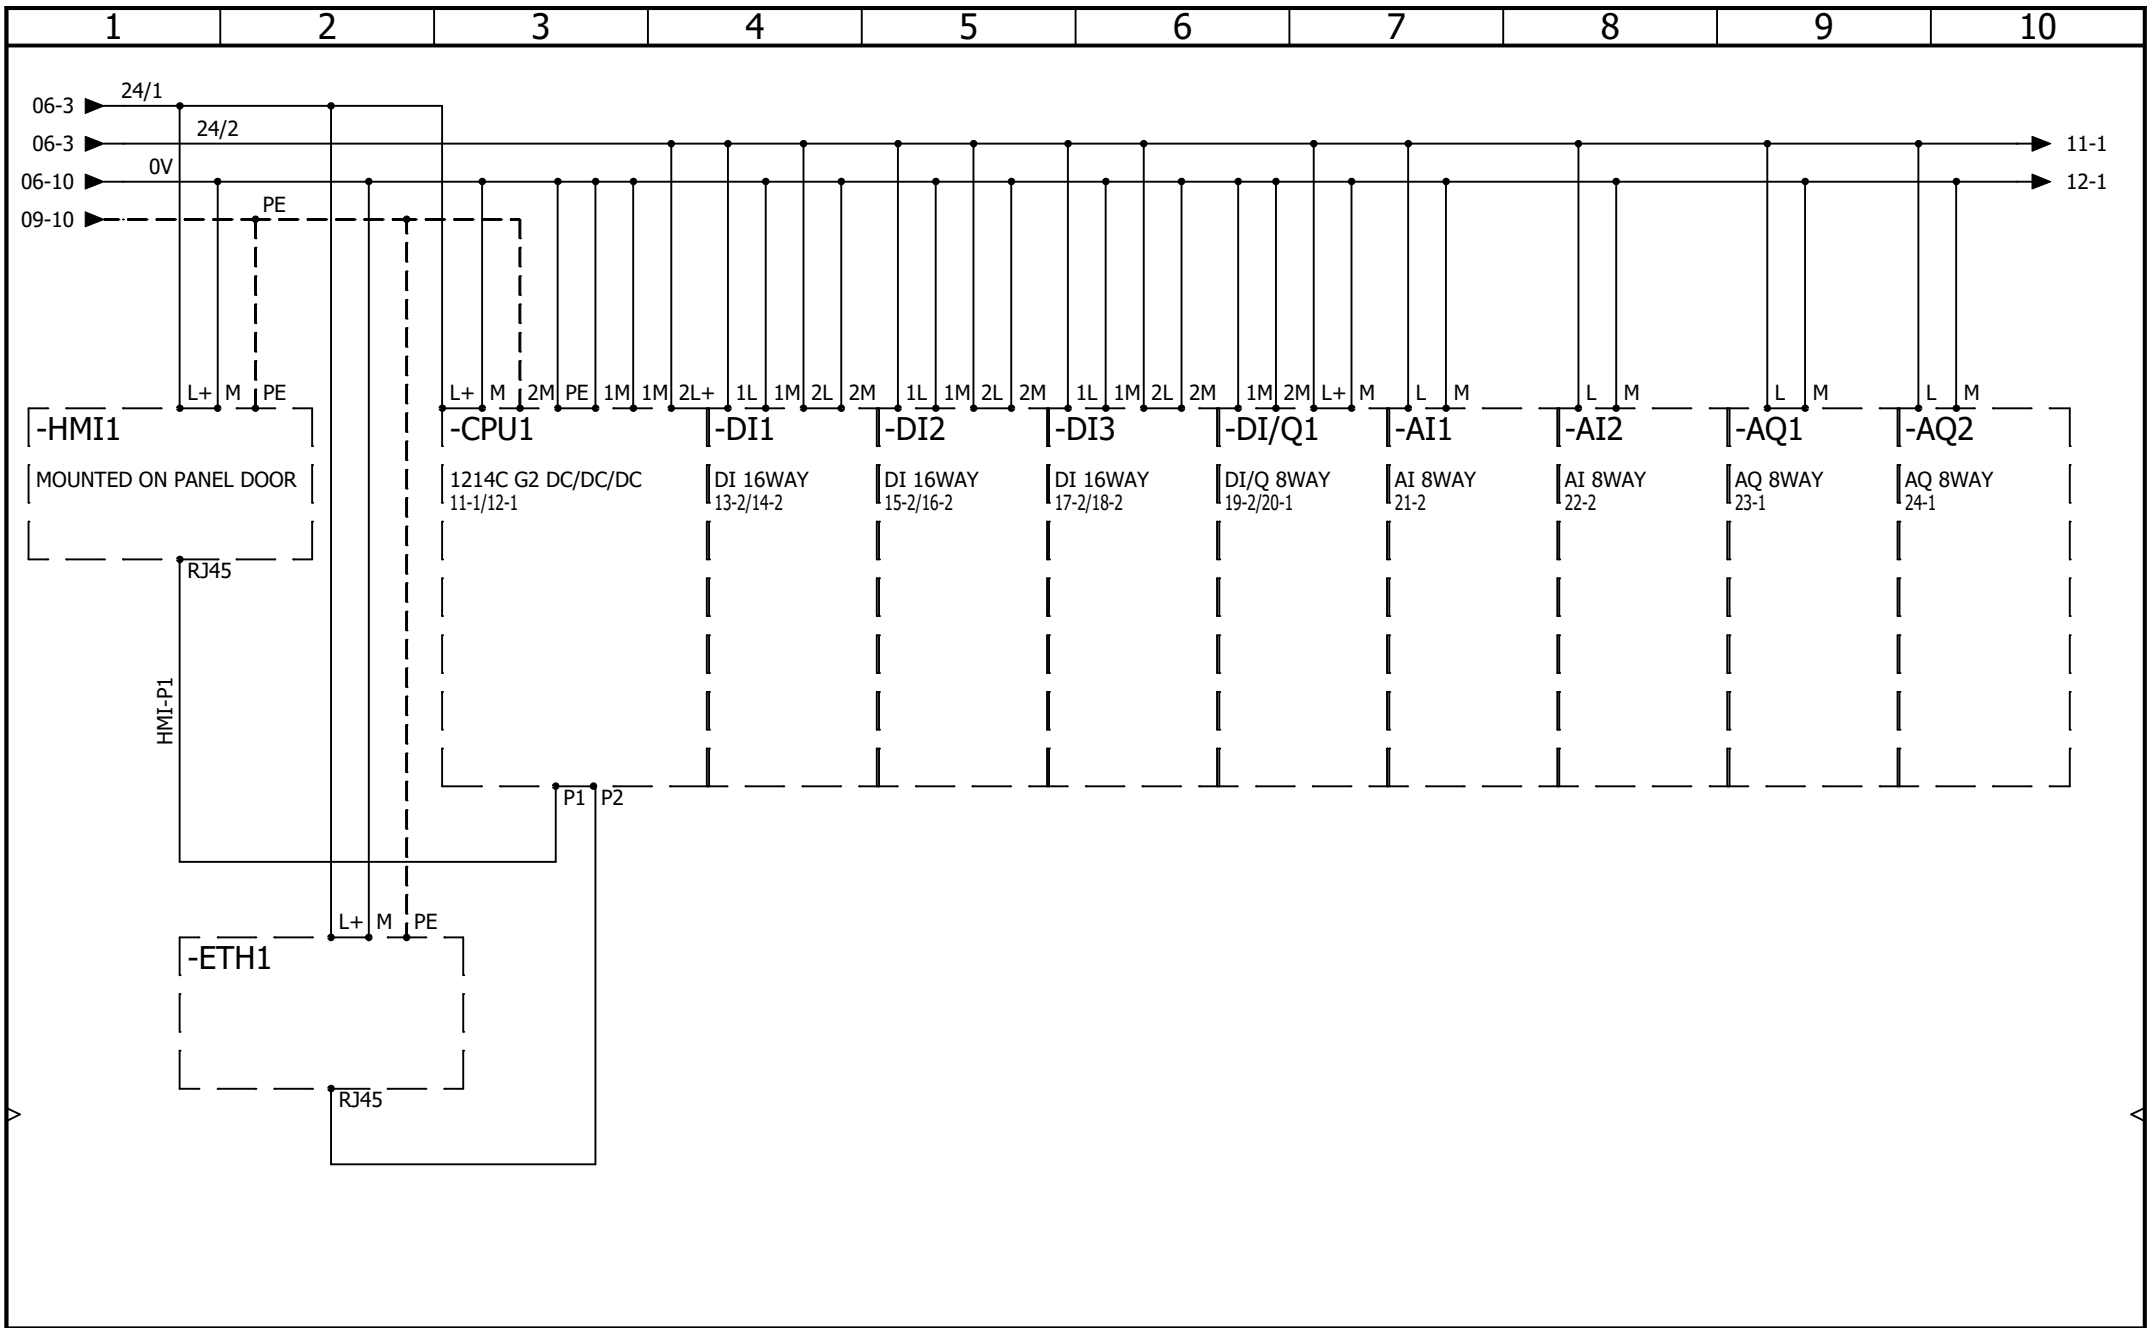 1 2 3 4 5 6 7 8 9 10
24/1
06-3
24/2
06-3 11-1
0V
06-10 12-1
PE
09-10
L+ M PE L+ M 2M PE 1M 1M 2L+ 1L 1M 2L 2M 1L 1M 2L 2M 1L 1M 2L 2M 1M 2M L+ M L M L M L M L M
-HMI1 -CPU1 -DI1 -DI2 -DI3 -DI/Q1 -AI1 -AI2 -AQ1 -AQ2
MOUNTED ON PANEL DOOR 1214C G2 DC/DC/DC DI 16WAY DI 16WAY DI 16WAY DI/Q 8WAY AI 8WAY AI 8WAY AQ 8WAY AQ 8WAY
11-1/12-1 13-2/14-2 15-2/16-2 17-2/18-2 19-2/20-1 21-2 22-2 23-1 24-1
RJ45
HMI-P1
P1 P2
L+ M PE
-ETH1
RJ45